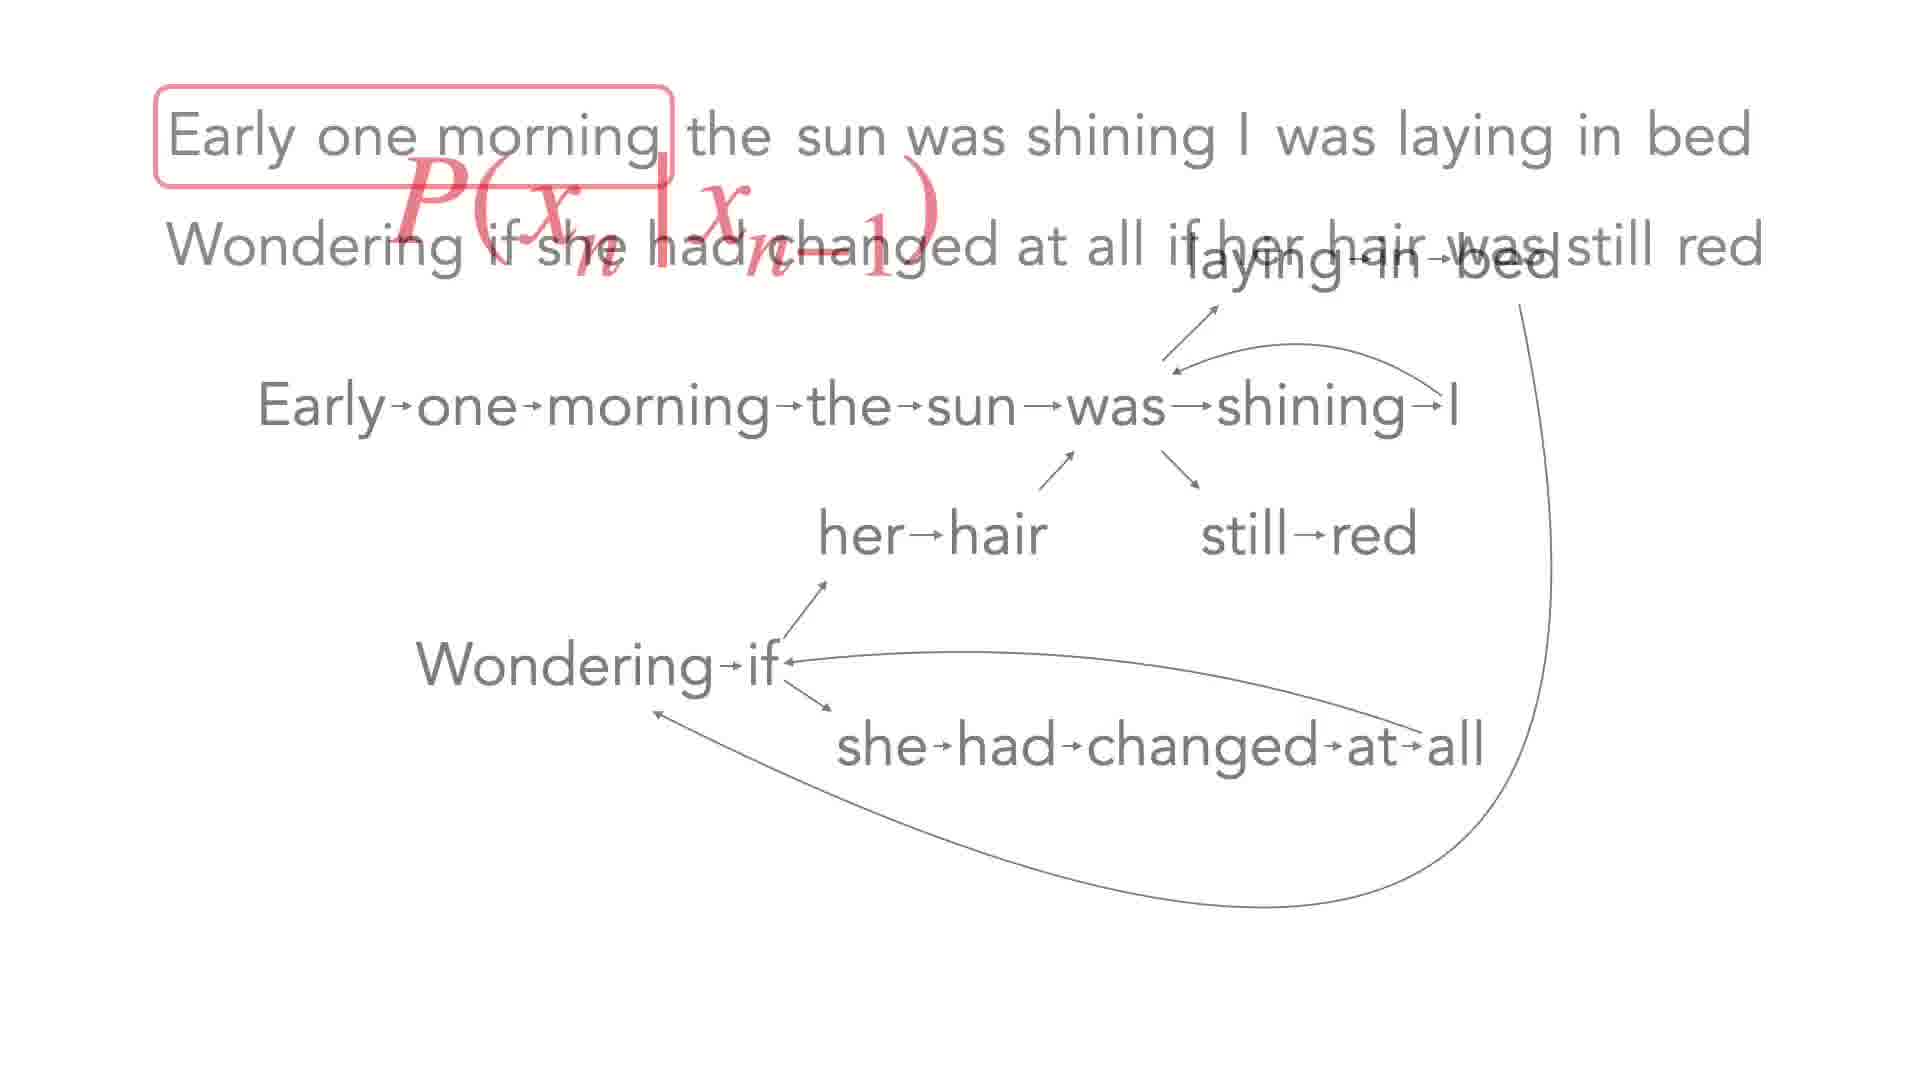 Early one morning the sun was shining I was laying in bed
P(xₙ | xₙ₋₁)
Wondering if she had changed at all if her hair was still red
laying→in→bed
Early→one→morning→the→sun→was→shining→I
her→hair still→red
Wondering→if
she→had→changed→at→all